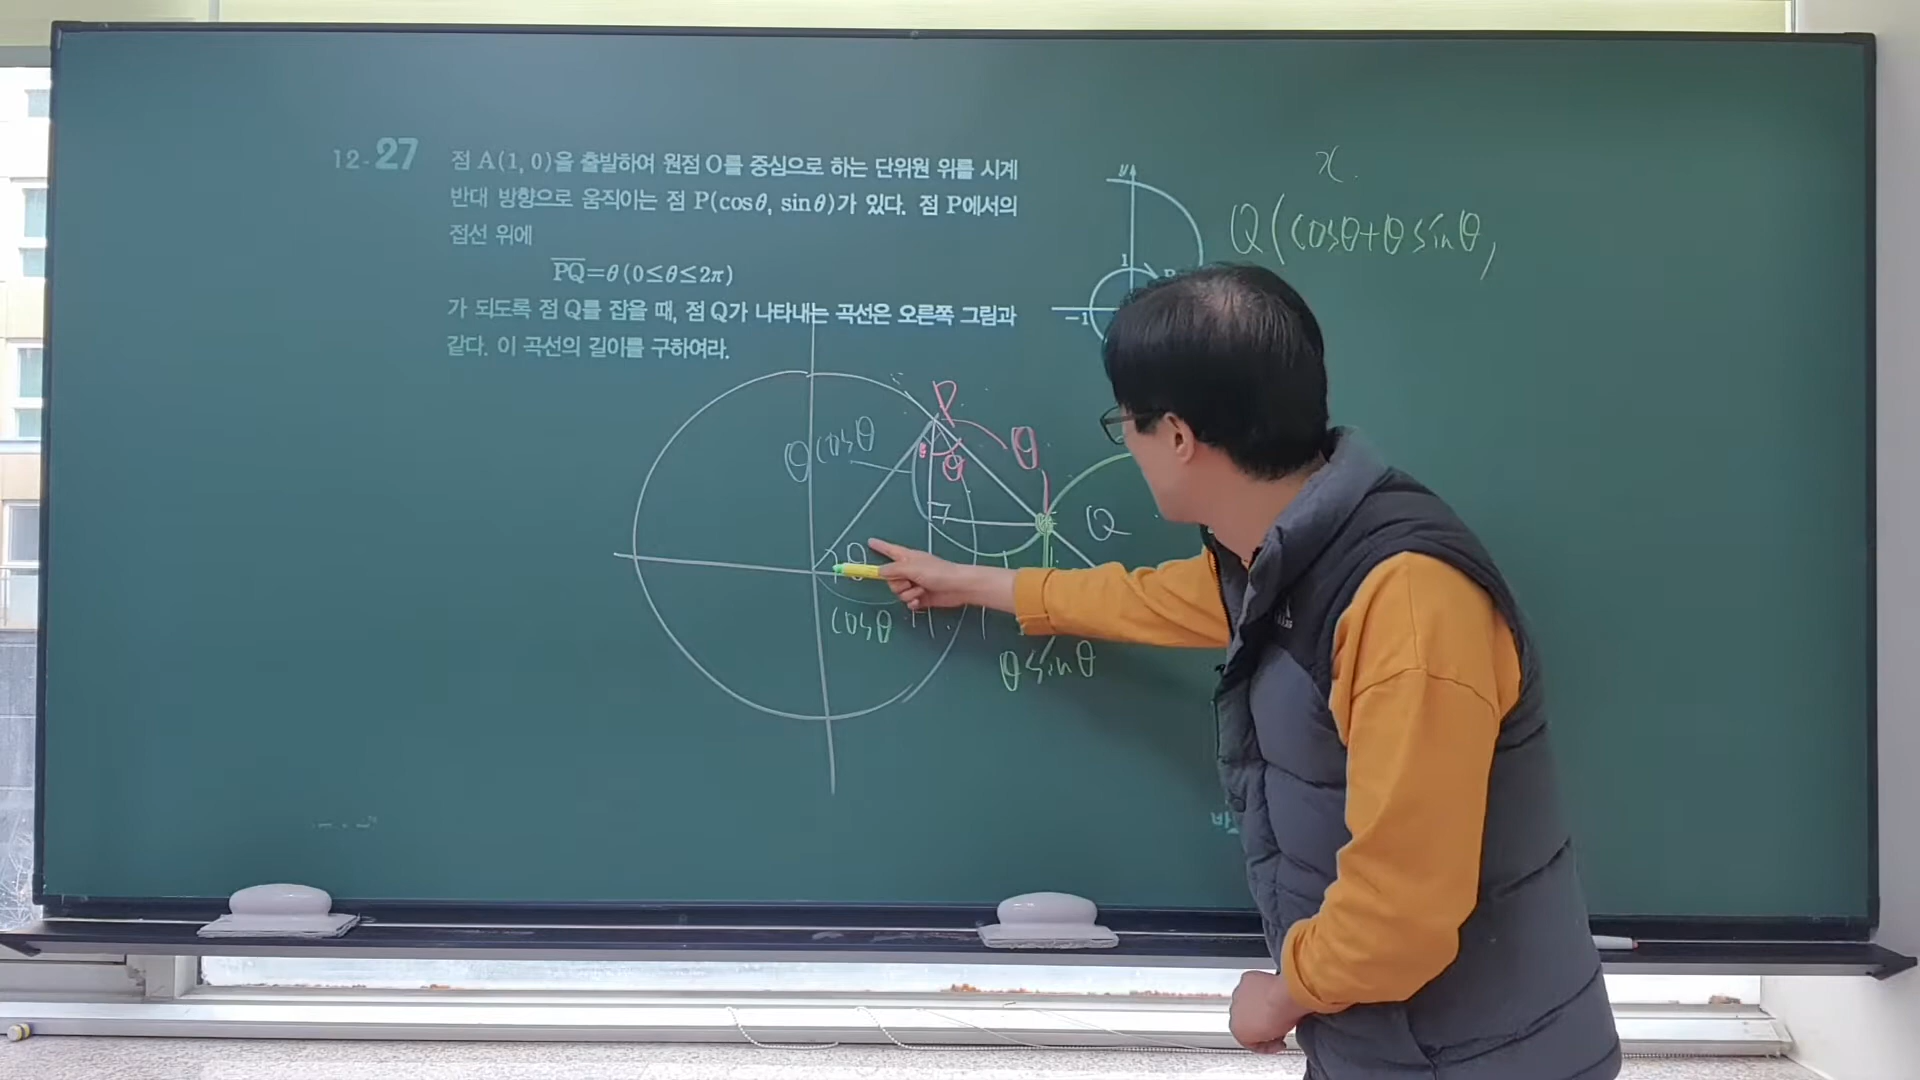 12-27 점 A(1, 0)을 출발하여 원점 O를 중심으로 하는 단위원 위를 시계
반대 방향으로 움직이는 점 P(cosθ, sinθ)가 있다. 점 P에서의
접선 위에
PQ=θ(0≤θ≤2π)
가 되도록 점 Q를 잡을 때, 점 Q가 나타내는 곡선은 오른쪽 그림과
같다. 이 곡선의 길이를 구하여라.
y
1
-1
x
Q(cosθ+θsinθ,
P
θcosθ
θ
θ
Q
θ
cosθ
H
θsinθ